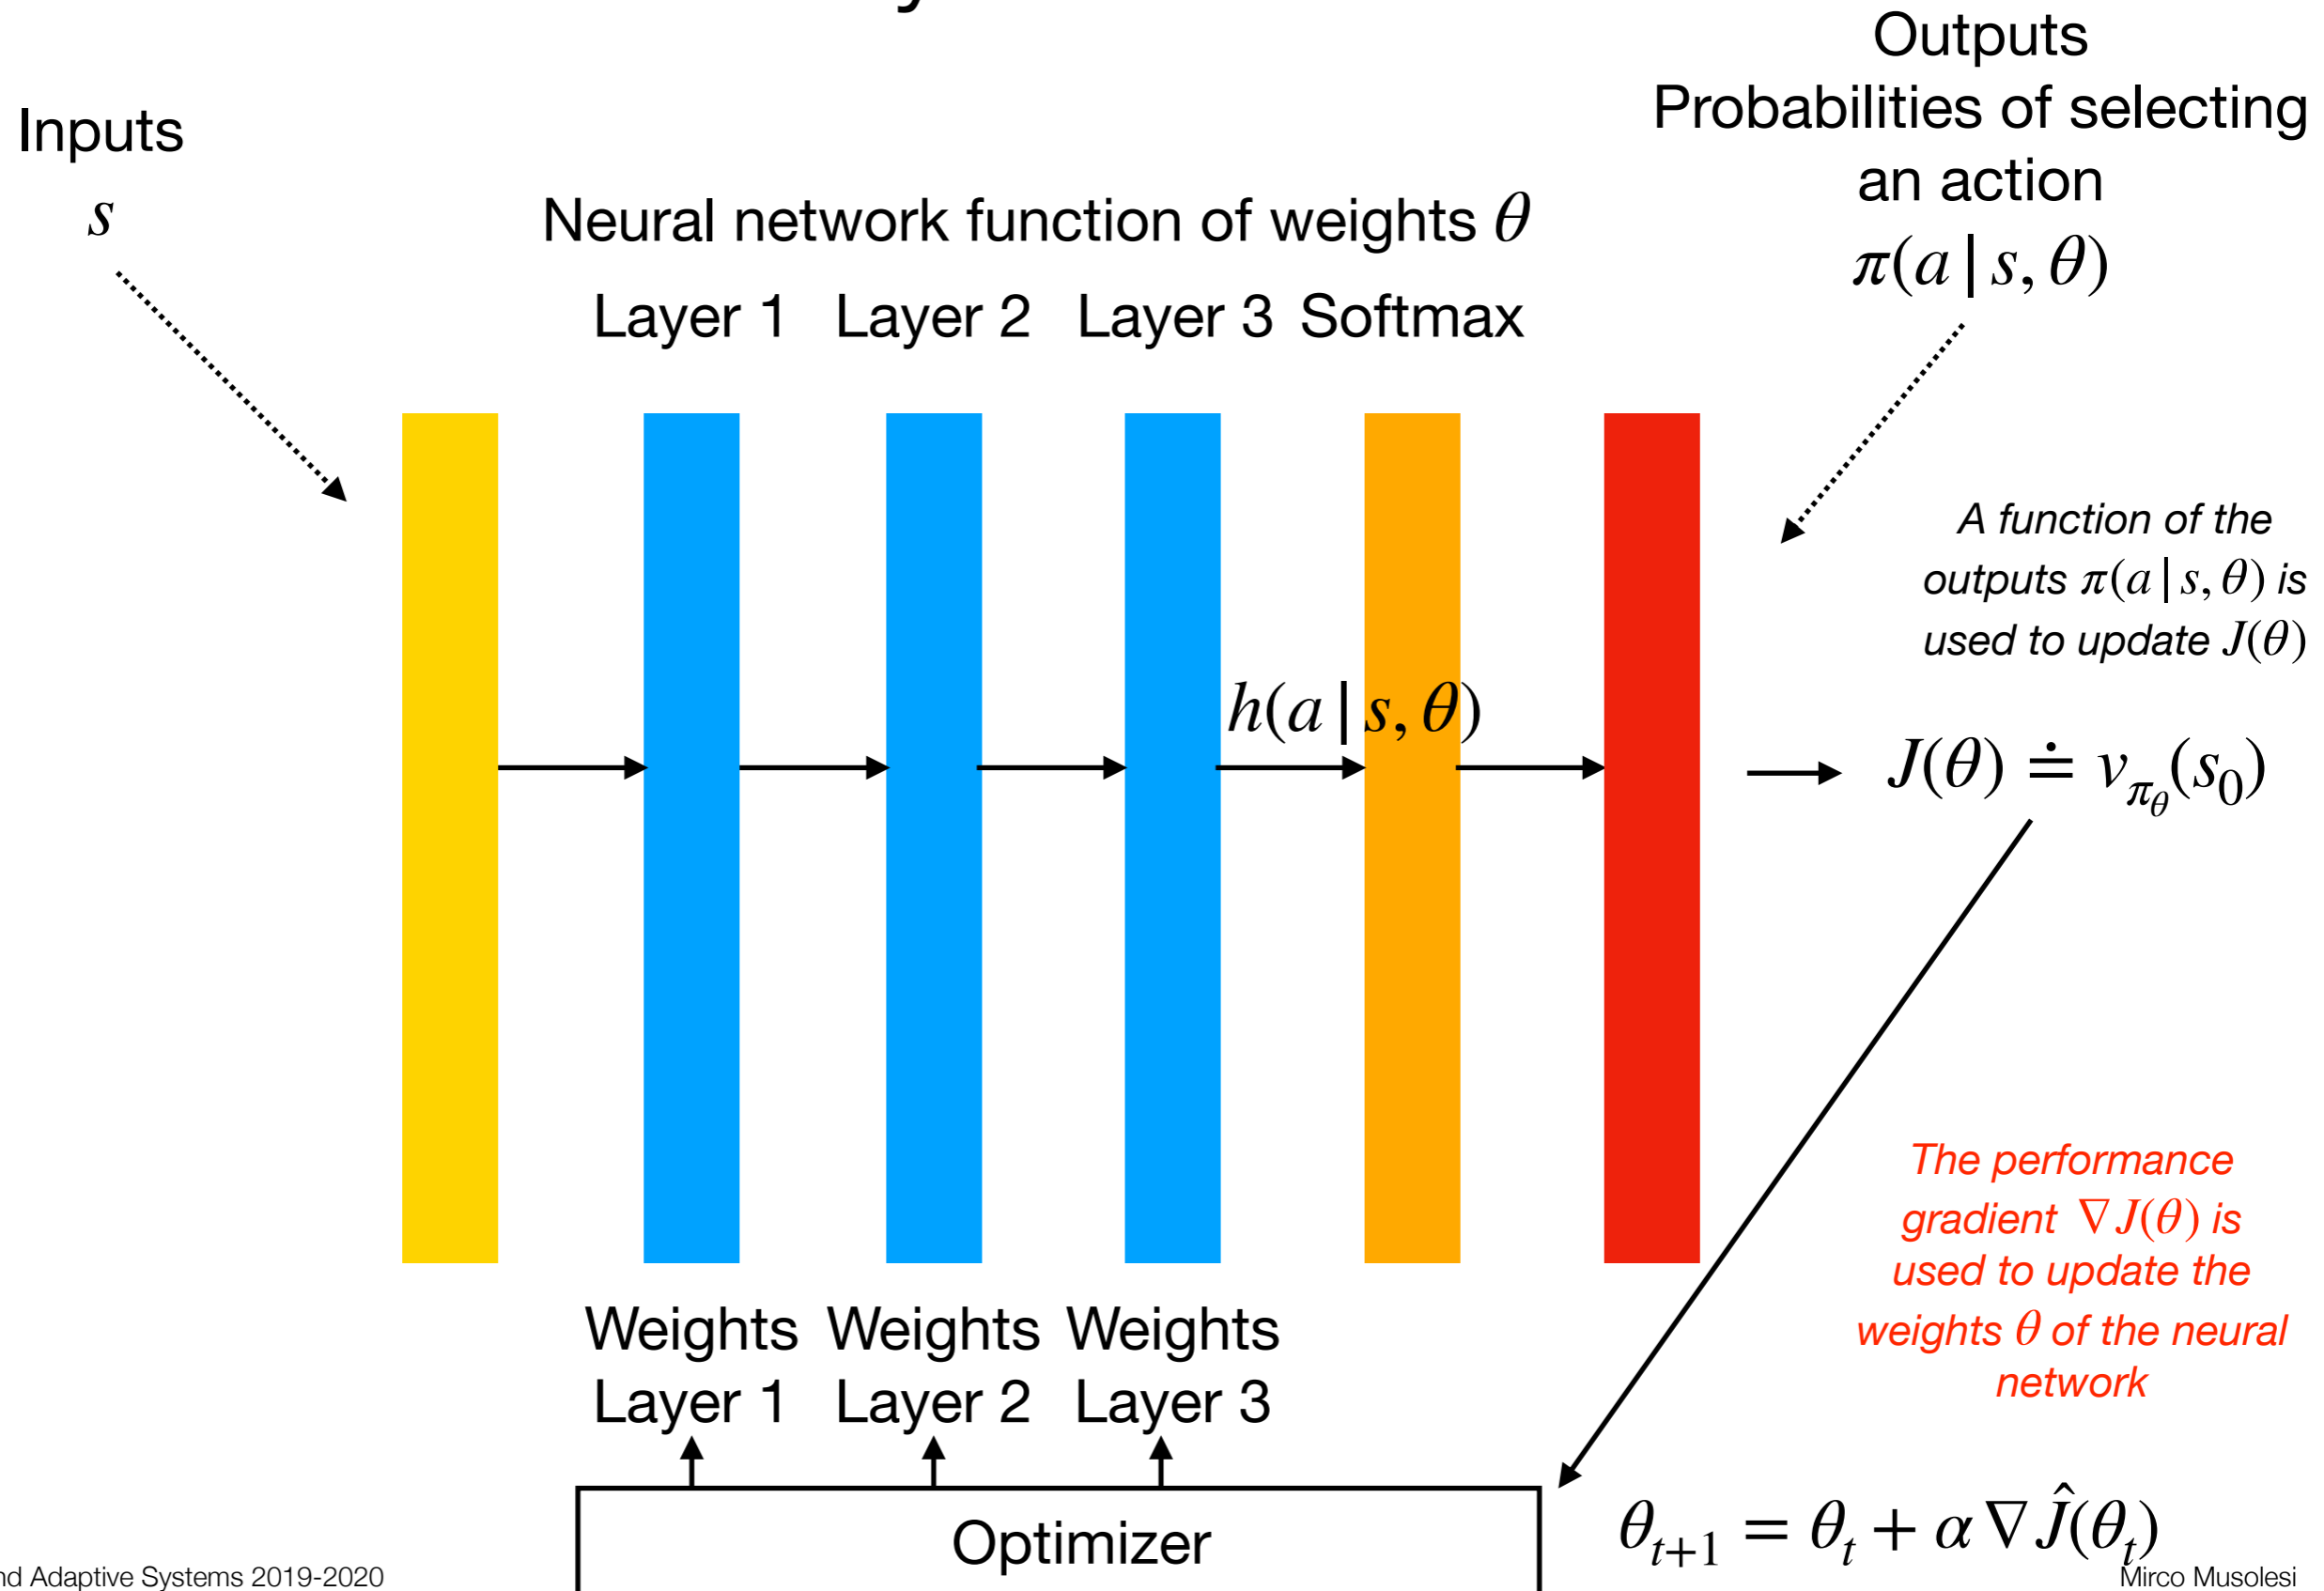 Inputs
s
Outputs
Probabilities of selecting
an action
π(a | s, θ)
Neural network function of weights θ
Layer 1 Layer 2 Layer 3 Softmax
A function of the
outputs π(a | s, θ) is
used to update J(θ)
h(a | s, θ)
J(θ) ≐ v_{π_θ}(s_0)
The performance
gradient ∇J(θ) is
used to update the
weights θ of the neural
network
Weights Weights Weights
Layer 1 Layer 2 Layer 3
Optimizer
θ_{t+1} = θ_t + α∇Ĵ(θ_t)
Adaptive Systems 2019-2020
Mirco Musolesi